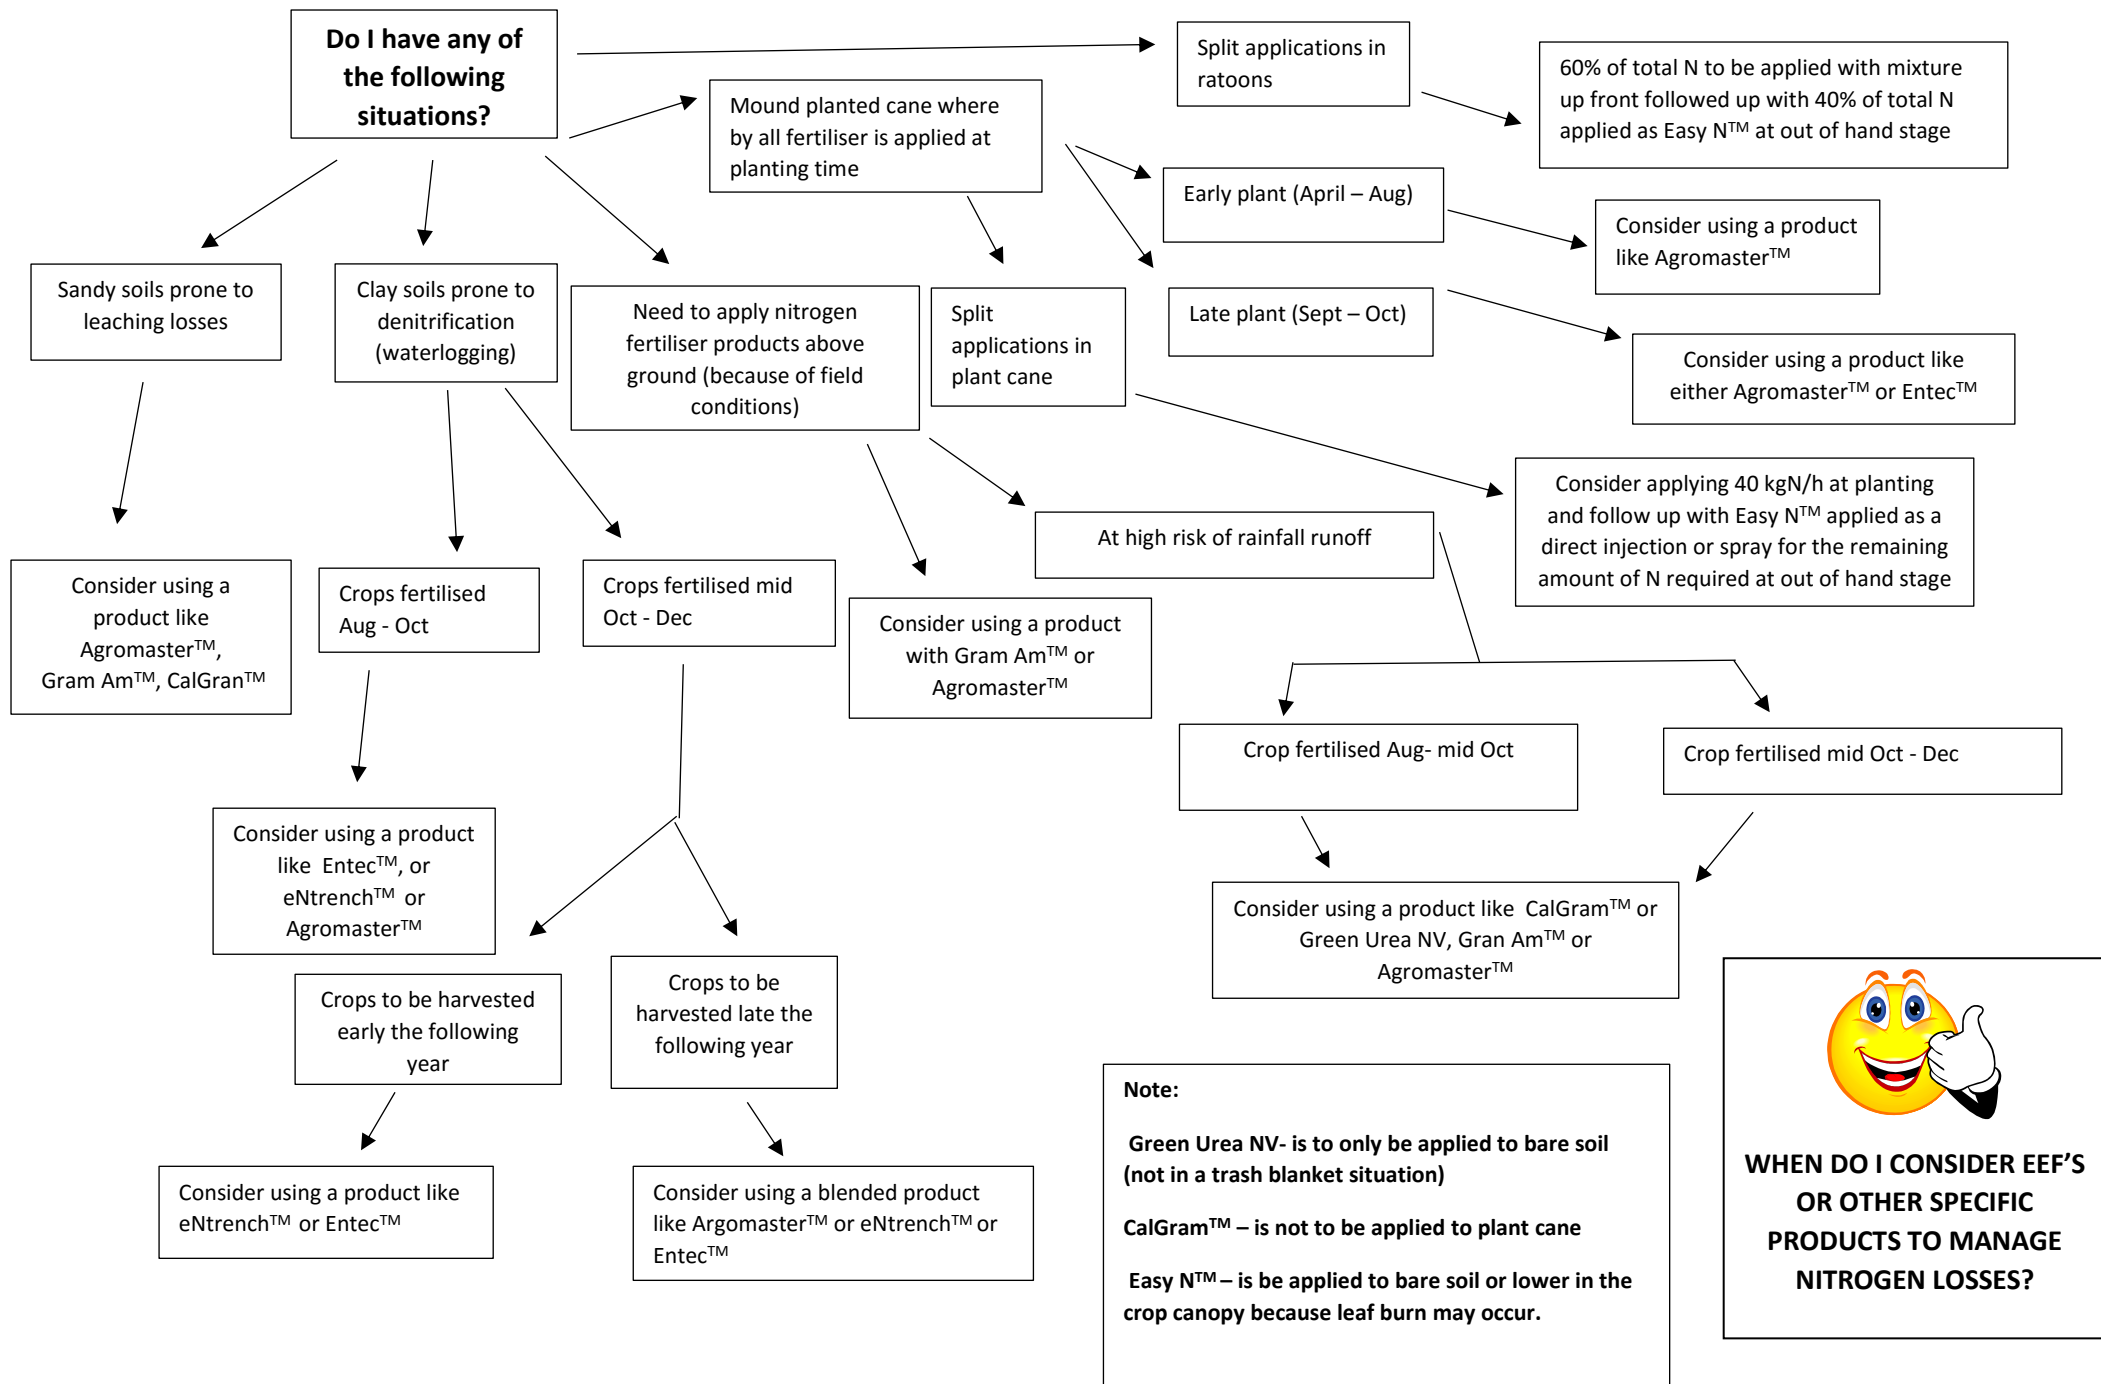 Do I have any of
the following
situations?
Split applications in
ratoons
60% of total N to be applied with mixture
up front followed up with 40% of total N
applied as Easy N™ at out of hand stage
Mound planted cane where
by all fertiliser is applied at
planting time
Early plant (April – Aug)
Consider using a product
like Agromaster™
Sandy soils prone to
leaching losses
Clay soils prone to
denitrification
(waterlogging)
Need to apply nitrogen
fertiliser products above
ground (because of field
conditions)
Split
applications in
plant cane
Late plant (Sept – Oct)
Consider using a product like
either Agromaster™ or Entec™
Consider applying 40 kgN/h at planting
and follow up with Easy N™ applied as a
direct injection or spray for the remaining
amount of N required at out of hand stage
At high risk of rainfall runoff
Consider using a
product like
Agromaster™,
Gram Am™, CalGran™
Crops fertilised
Aug - Oct
Crops fertilised mid
Oct - Dec
Consider using a product
with Gram Am™ or
Agromaster™
Crop fertilised Aug- mid Oct
Crop fertilised mid Oct - Dec
Consider using a product
like Entec™, or
eNtrench™ or
Agromaster™
Consider using a product like CalGram™ or
Green Urea NV, Gran Am™ or
Agromaster™
Crops to be harvested
early the following
year
Crops to be
harvested late the
following year
Consider using a product like
eNtrench™ or Entec™
Consider using a blended product
like Argomaster™ or eNtrench™ or
Entec™
Note:
Green Urea NV- is to only be applied to bare soil
(not in a trash blanket situation)
CalGram™ – is not to be applied to plant cane
Easy N™ – is be applied to bare soil or lower in the
crop canopy because leaf burn may occur.
WHEN DO I CONSIDER EEF’S
OR OTHER SPECIFIC
PRODUCTS TO MANAGE
NITROGEN LOSSES?